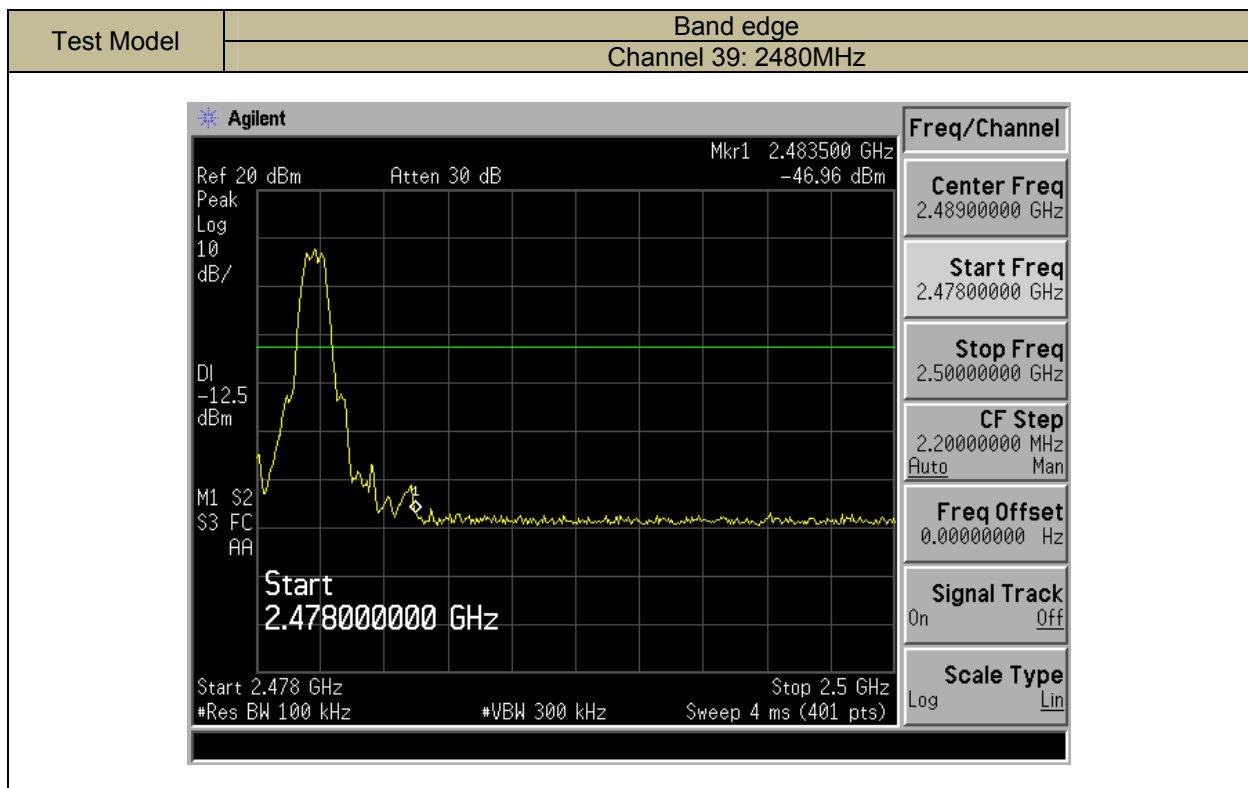 Test Model
Band edge
Channel 39: 2480MHz
Agilent
Freq/Channel
Mkr1 2.483500 GHz
Ref 20 dBm Atten 30 dB -46.96 dBm
Peak
Log
10
dB/
DI
-12.5
dBm
M1 S2
S3 FC
AA
1
Start
2.478000000 GHz
Start 2.478 GHz Stop 2.5 GHz
#Res BW 100 kHz #VBW 300 kHz Sweep 4 ms (401 pts)
Center Freq
2.48900000 GHz
Start Freq
2.47800000 GHz
Stop Freq
2.50000000 GHz
CF Step
2.20000000 MHz
Auto Man
Freq Offset
0.00000000 Hz
Signal Track
On Off
Scale Type
Log Lin